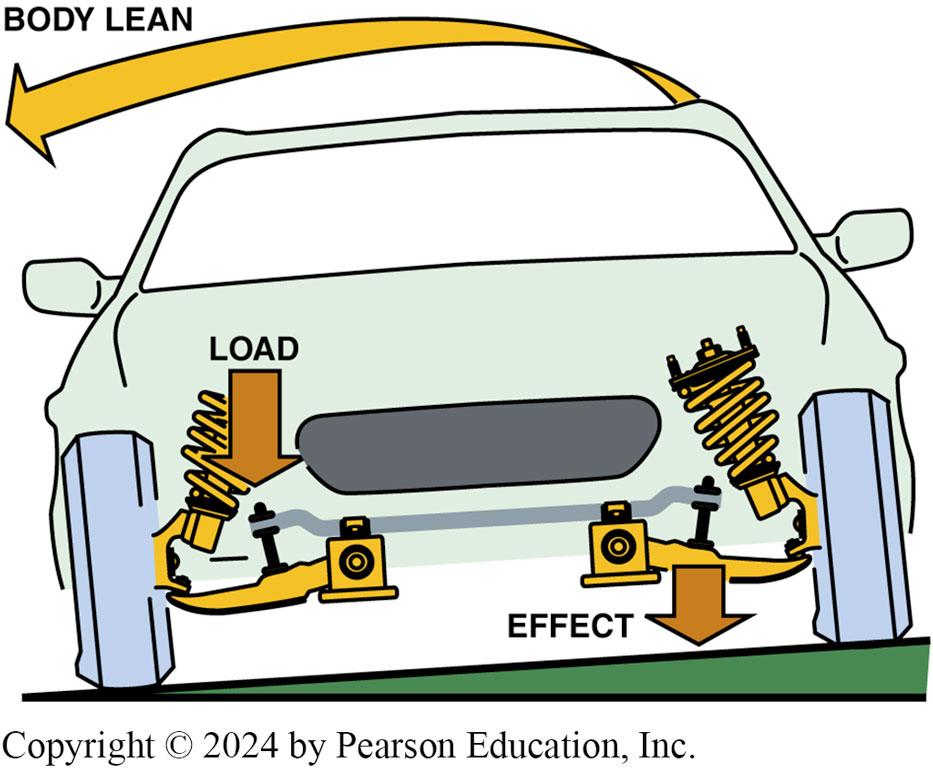 BODY LEAN
LOAD
EFFECT
Copyright © 2024 by Pearson Education, Inc.